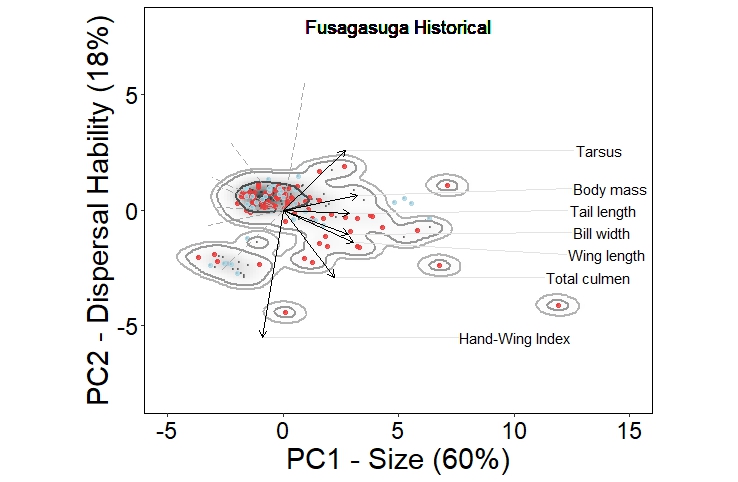 Fusagasuga Historical
PC2 - Dispersal Hability (18%)
5
0
-5
Tarsus
Body mass
Tail length
Bill width
Wing length
Total culmen
Hand-Wing Index
-5
0
5
10
15
PC1 - Size (60%)